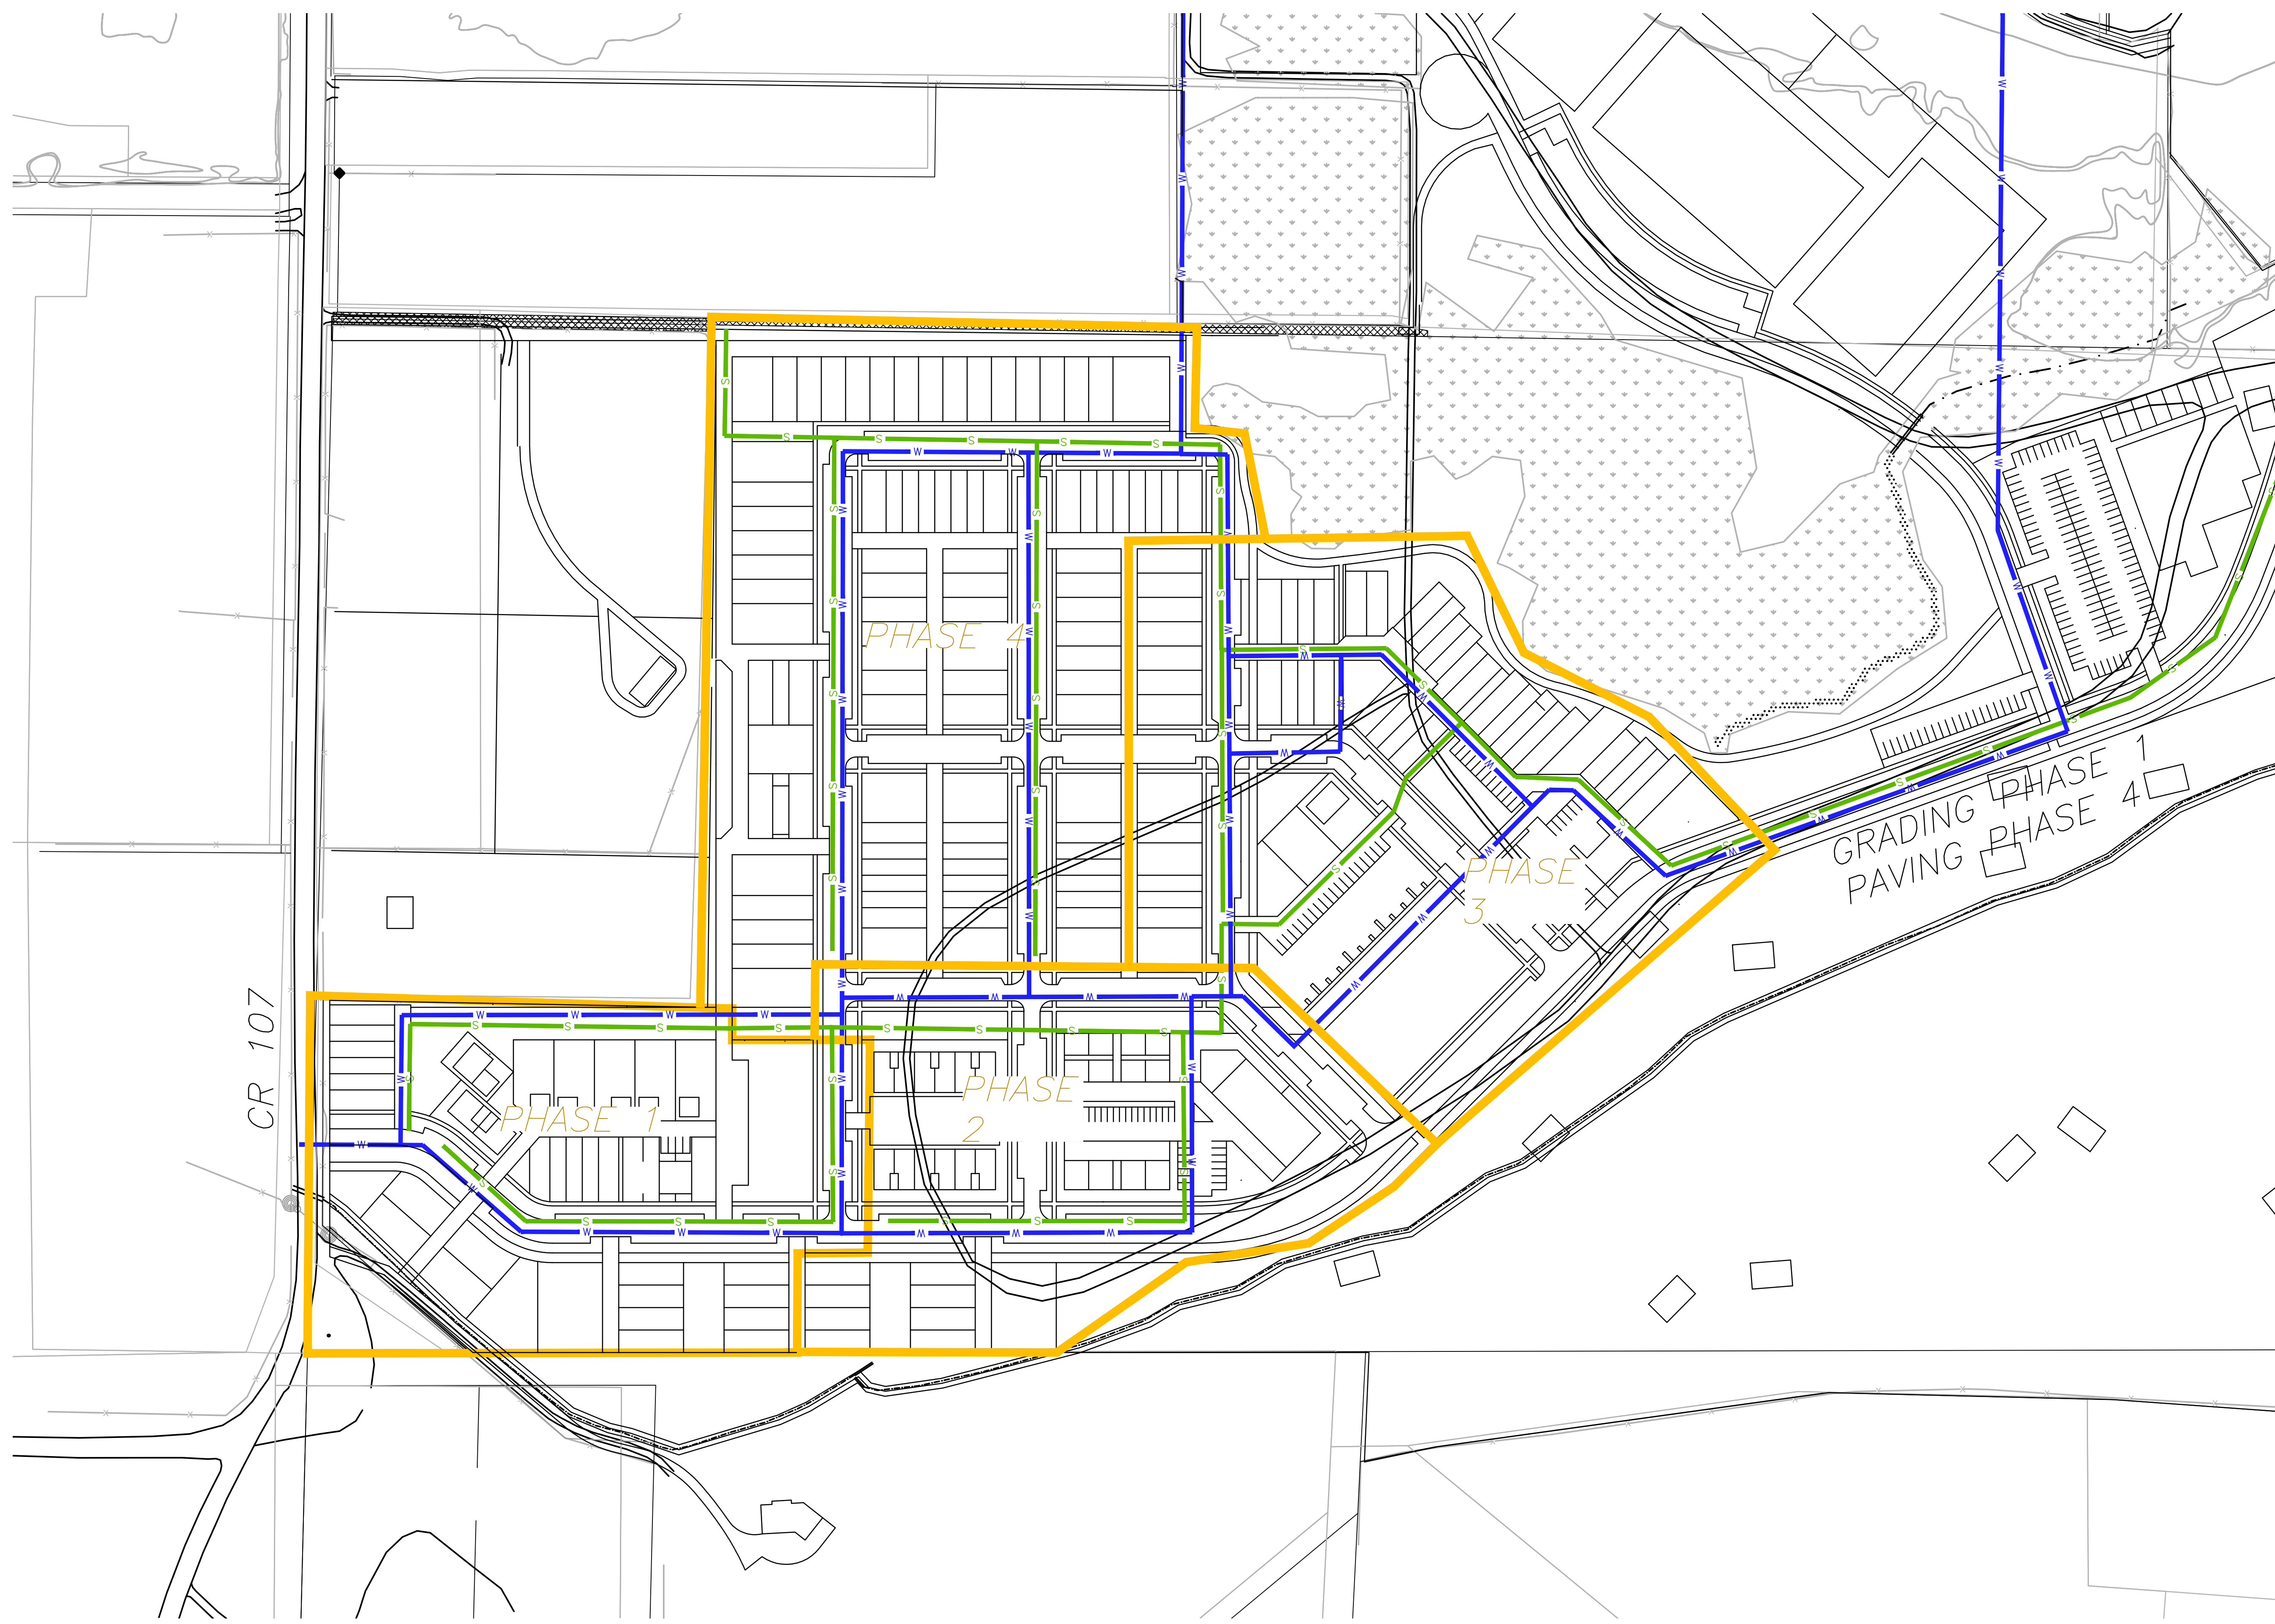 PHASE 4
GRADING PHASE 1
PAVING PHASE 4
PHASE
3
CR 107
PHASE 1
PHASE
2